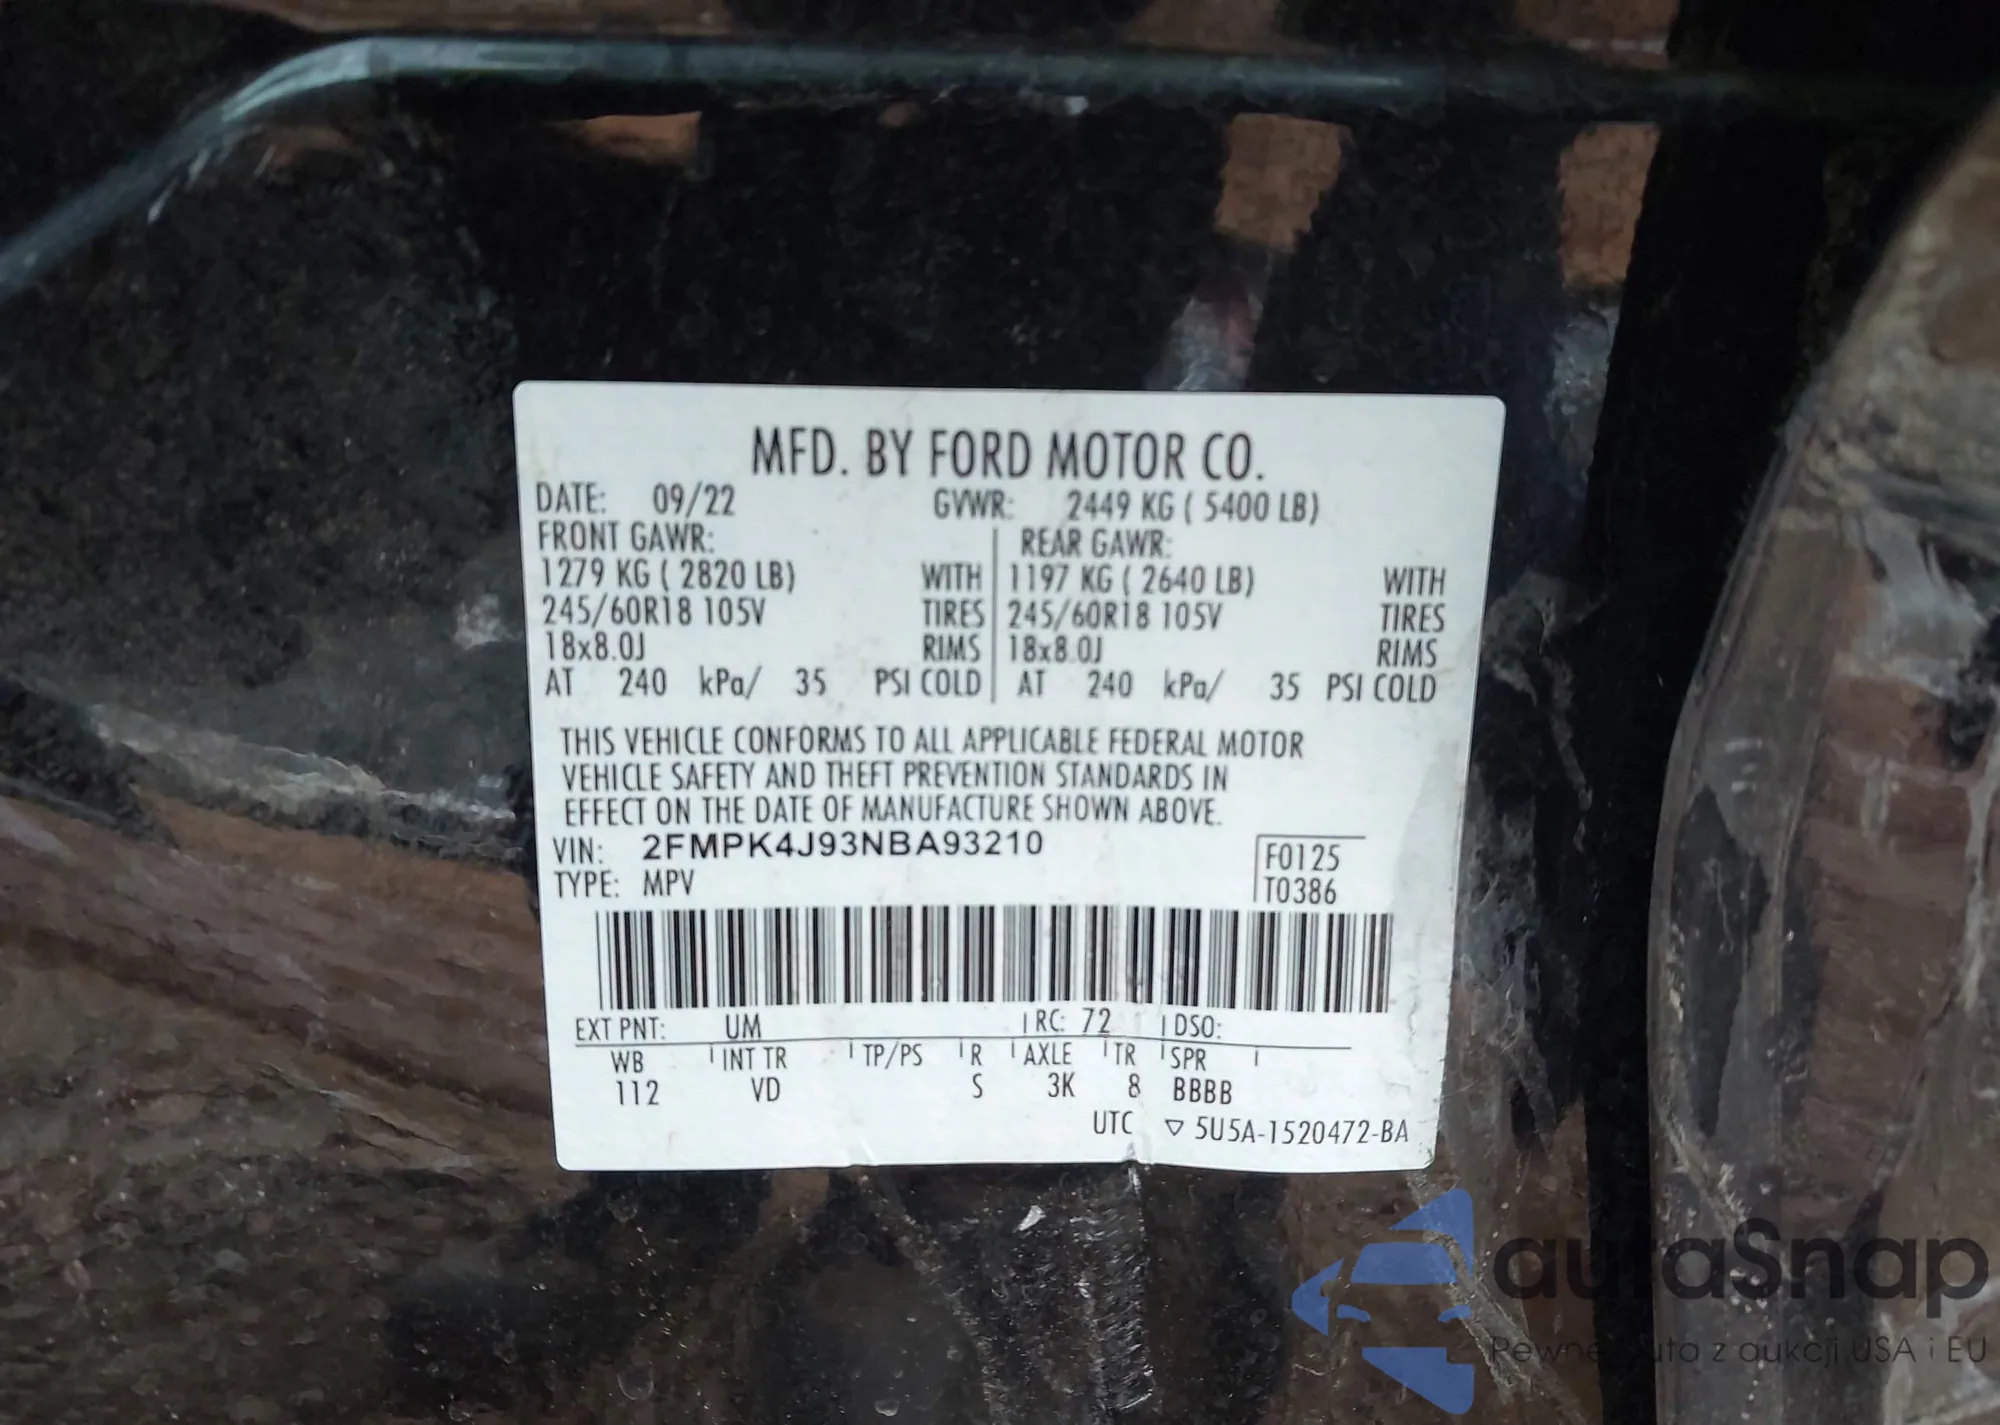 MFD. BY FORD MOTOR CO.
DATE: 09/22 GVWR: 2449 KG ( 5400 LB)
FRONT GAWR: REAR GAWR:
1279 KG ( 2820 LB) WITH 1197 KG ( 2640 LB) WITH
245/60R18 105V TIRES 245/60R18 105V TIRES
18x8.0J RIMS 18x8.0J RIMS
AT 240 kPa/ 35 PSI COLD AT 240 kPa/ 35 PSI COLD
THIS VEHICLE CONFORMS TO ALL APPLICABLE FEDERAL MOTOR
VEHICLE SAFETY AND THEFT PREVENTION STANDARDS IN
EFFECT ON THE DATE OF MANUFACTURE SHOWN ABOVE.
VIN: 2FMPK4J93NBA93210 F0125
TYPE: MPV T0386
EXT PNT: UM RC: 72 DSO:
WB INT TR TP/PS R AXLE TR SPR
112 VD S 3K 8 BBBB
UTC ▽ 5U5A-1520472-BA
autaSnap
Pewne auta z aukcji USA i EU